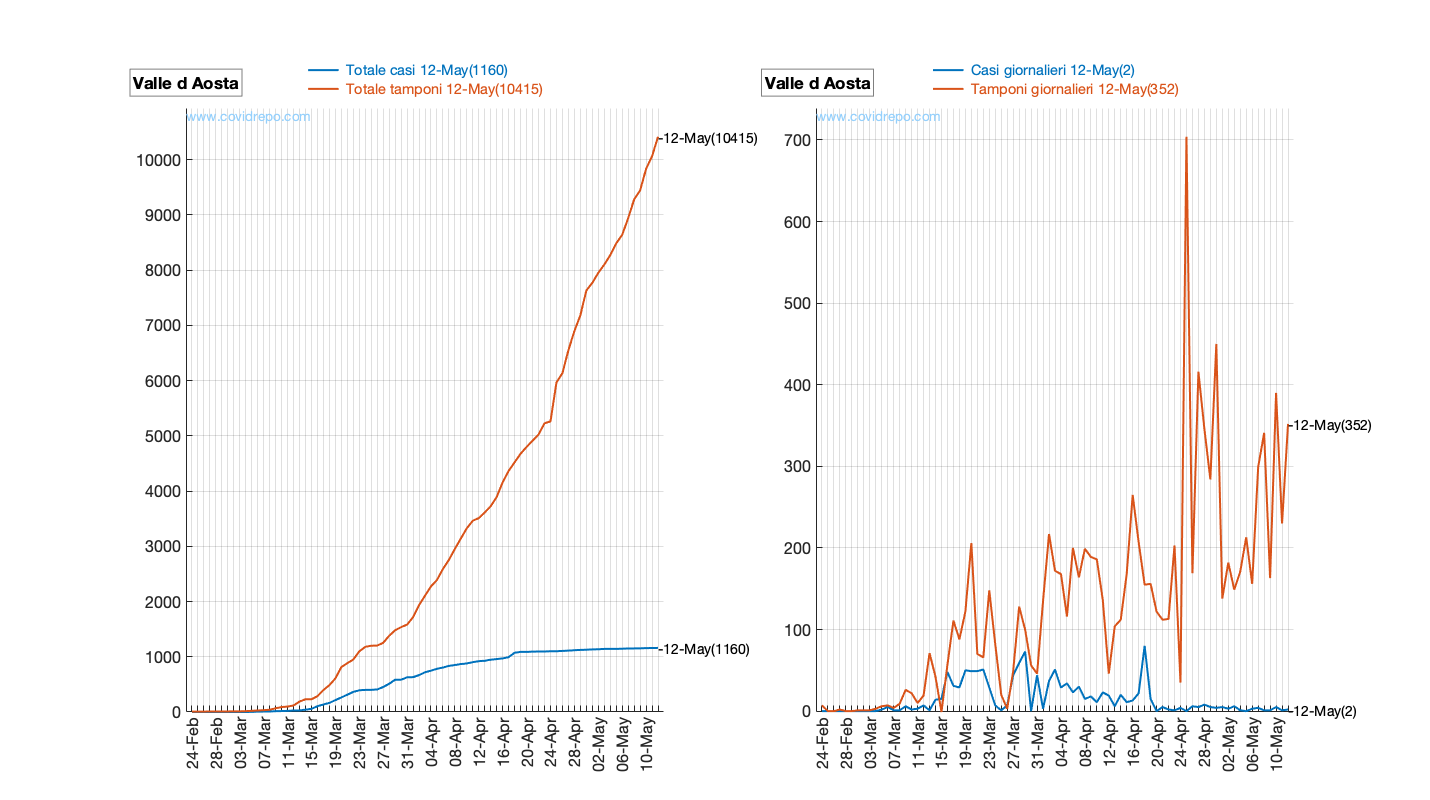 Valle d Aosta
Totale casi 12-May(1160)
Totale tamponi 12-May(10415)
www.covidrepo.com
12-May(10415)
10000
9000
8000
7000
6000
5000
4000
3000
2000
1000
0
12-May(1160)
24-Feb
28-Feb
03-Mar
07-Mar
11-Mar
15-Mar
19-Mar
23-Mar
27-Mar
31-Mar
04-Apr
08-Apr
12-Apr
16-Apr
20-Apr
24-Apr
28-Apr
02-May
06-May
10-May
Valle d Aosta
Casi giornalieri 12-May(2)
Tamponi giornalieri 12-May(352)
www.covidrepo.com
700
600
500
400
300
200
100
0
12-May(352)
12-May(2)
24-Feb
28-Feb
03-Mar
07-Mar
11-Mar
15-Mar
19-Mar
23-Mar
27-Mar
31-Mar
04-Apr
08-Apr
12-Apr
16-Apr
20-Apr
24-Apr
28-Apr
02-May
06-May
10-May